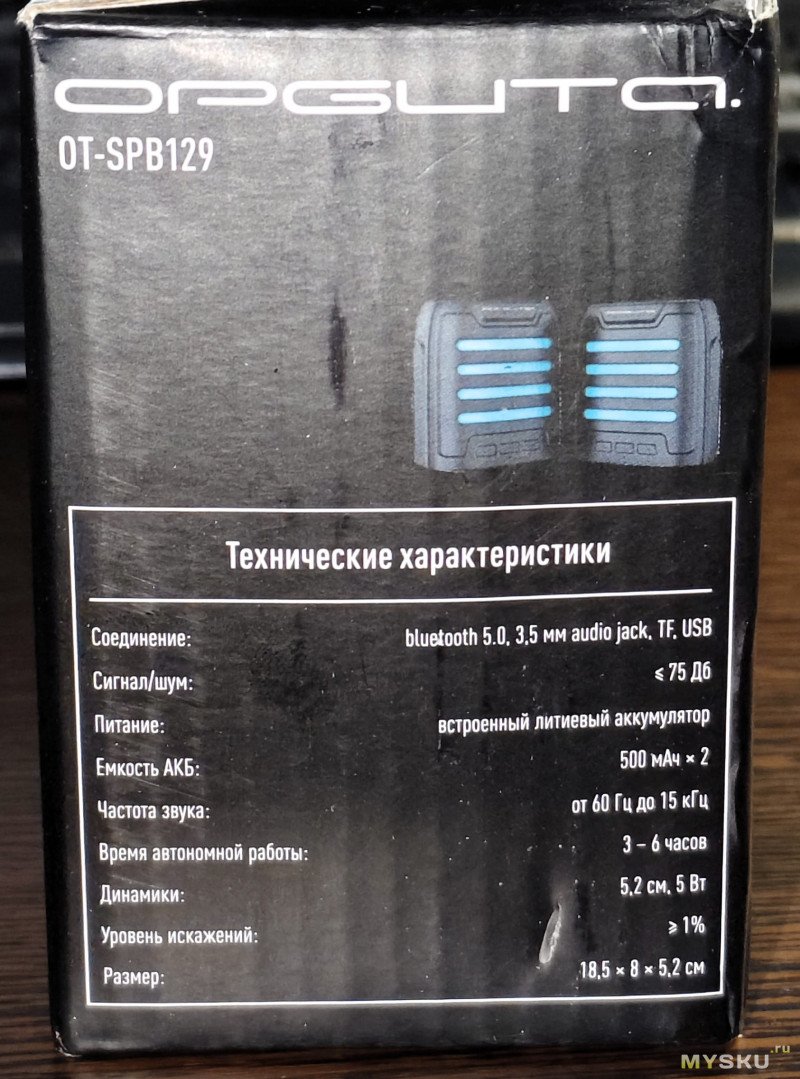 ОРБИТА.
OT-SPB129
Технические характеристики
Соединение: bluetooth 5.0, 3,5 мм audio jack, TF, USB
Сигнал/шум: ≤ 75 Дб
Питание: встроенный литиевый аккумулятор
Емкость АКБ: 500 мАч × 2
Частота звука: от 60 Гц до 15 кГц
Время автономной работы: 3 – 6 часов
Динамики: 5,2 см, 5 Вт
Уровень искажений: ≥ 1%
Размер: 18,5 × 8 × 5,2 см
MYSKU.ru